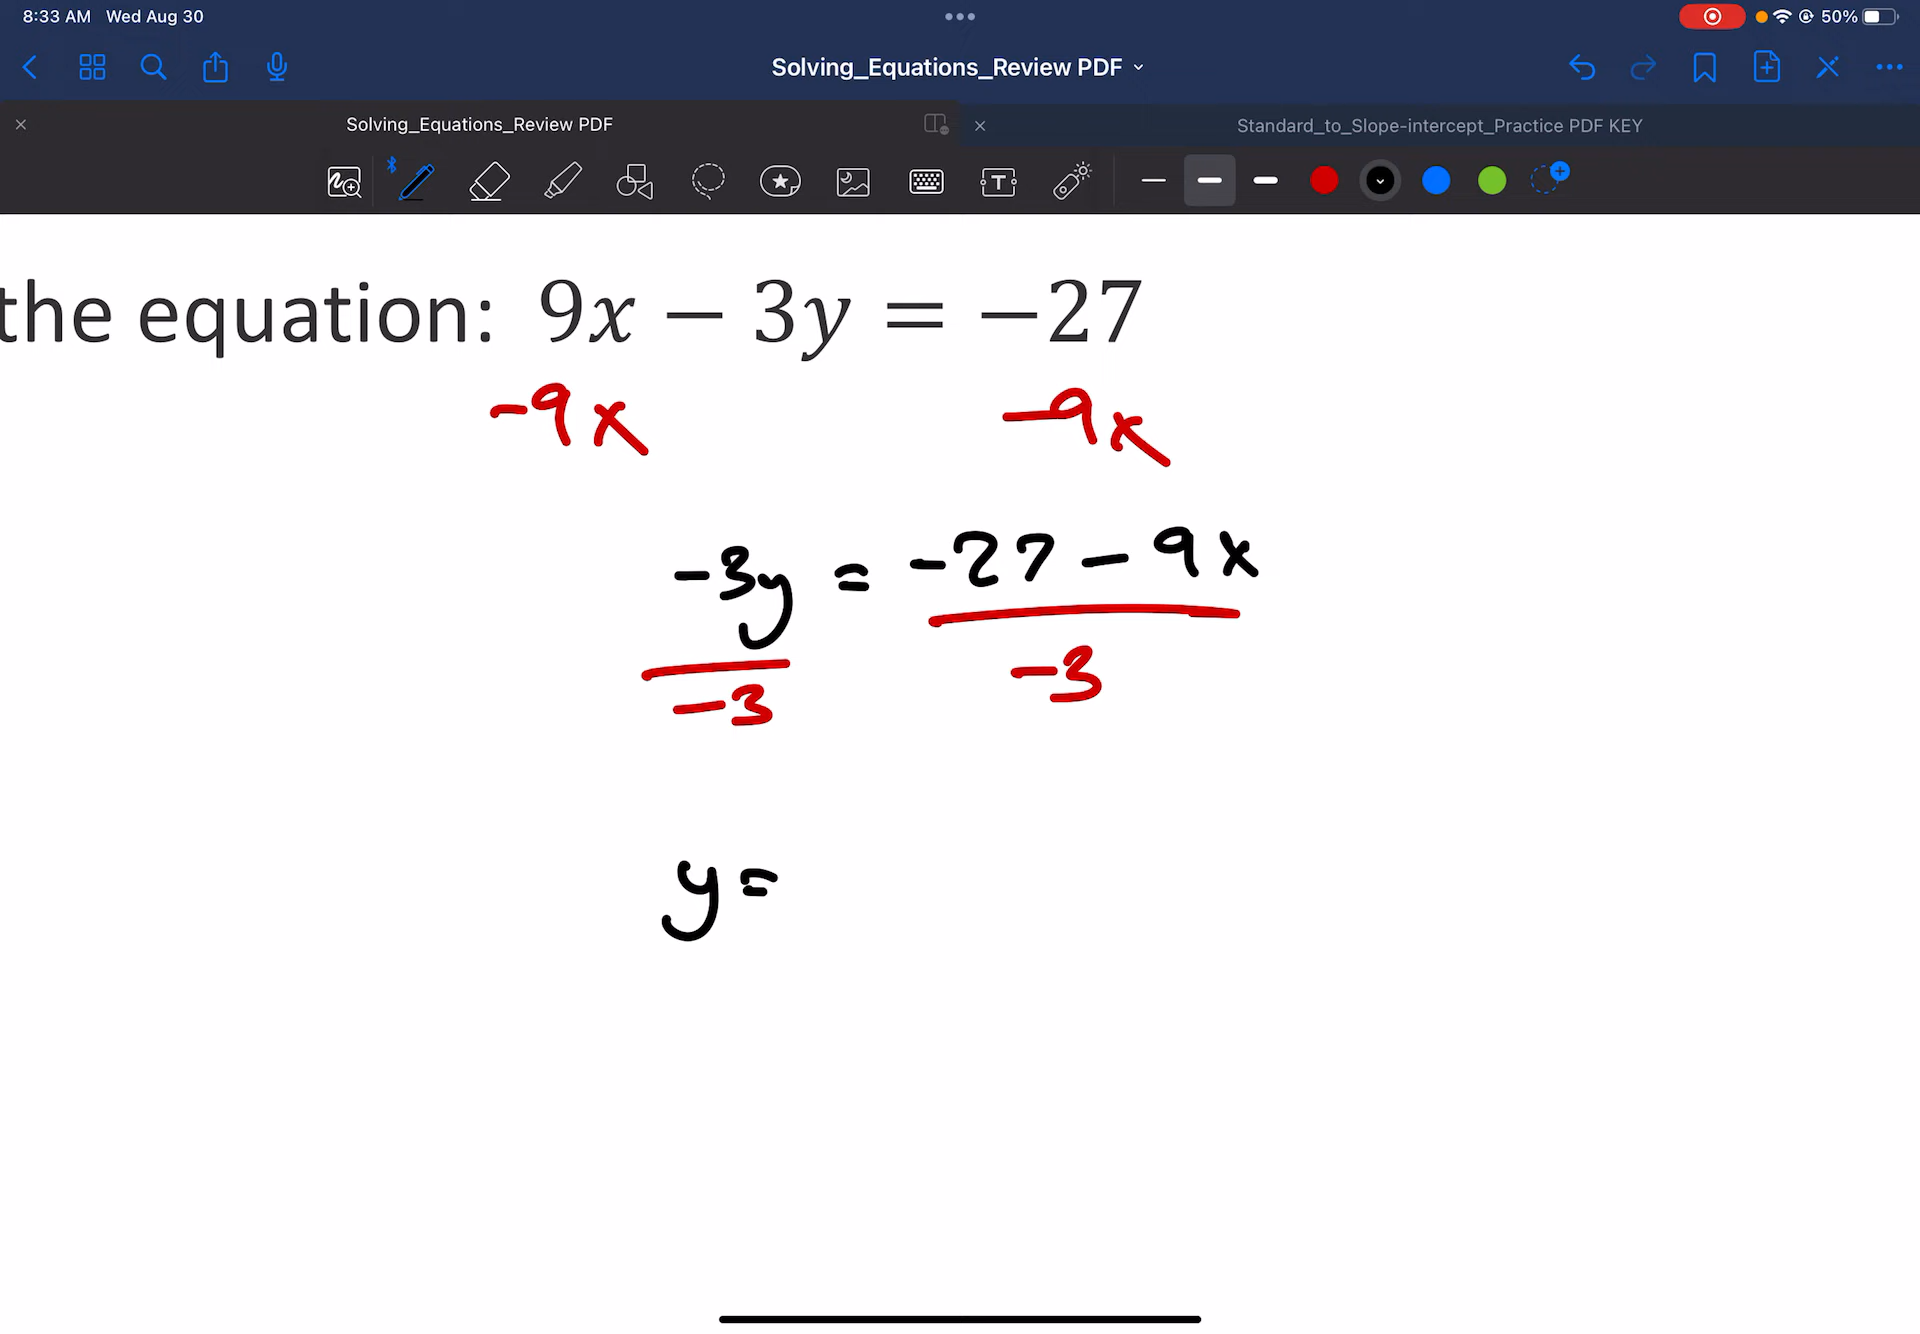 8:33 AM Wed Aug 30
50%
Solving_Equations_Review PDF
Solving_Equations_Review PDF
Standard_to_Slope-intercept_Practice PDF KEY
T
the equation: 9x − 3y = −27
-9x -9x
-3y = -27 - 9x
-3 -3
y =